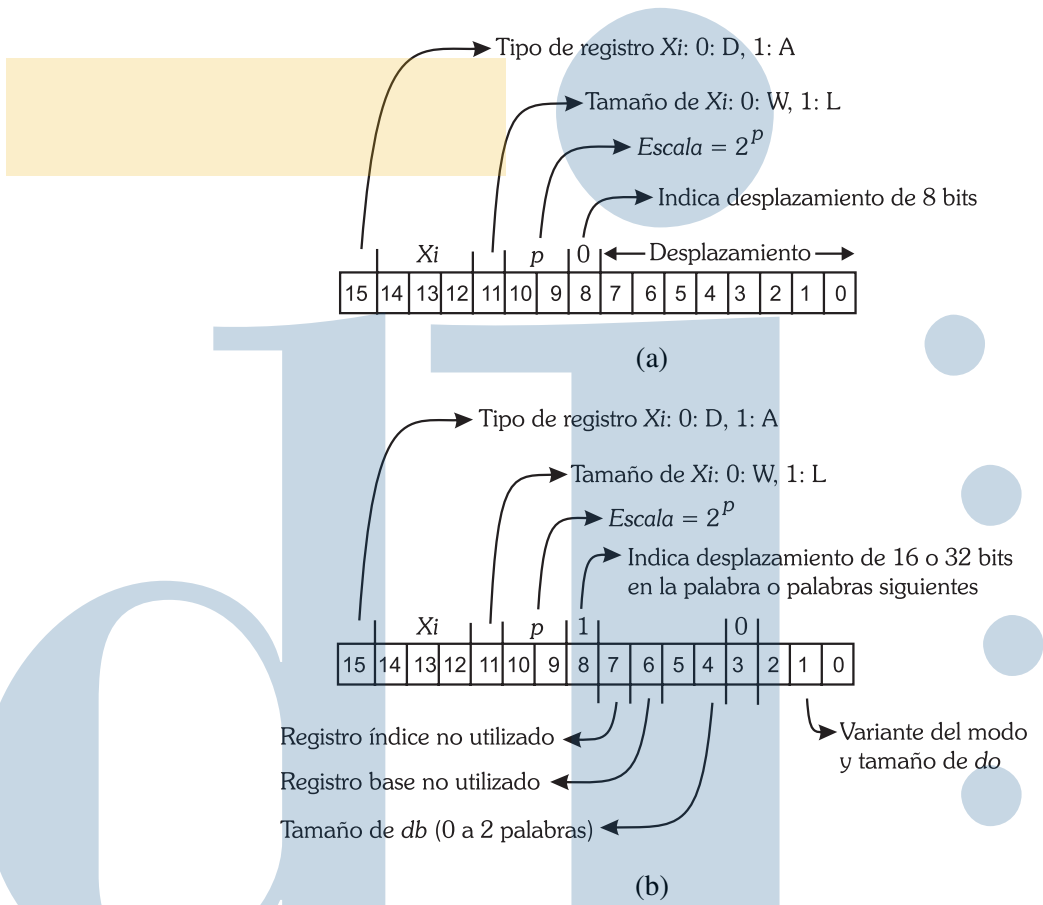 Tipo de registro Xi: 0: D, 1: A
Tamaño de Xi: 0: W, 1: L
Escala = 2^p
Indica desplazamiento de 8 bits
Xi p 0 Desplazamiento
15 14 13 12 11 10 9 8 7 6 5 4 3 2 1 0
(a)
Tipo de registro Xi: 0: D, 1: A
Tamaño de Xi: 0: W, 1: L
Escala = 2^p
Indica desplazamiento de 16 o 32 bits
en la palabra o palabras siguientes
Xi p 1 0
15 14 13 12 11 10 9 8 7 6 5 4 3 2 1 0
Registro índice no utilizado
Variante del modo
y tamaño de do
Registro base no utilizado
Tamaño de db (0 a 2 palabras)
(b)